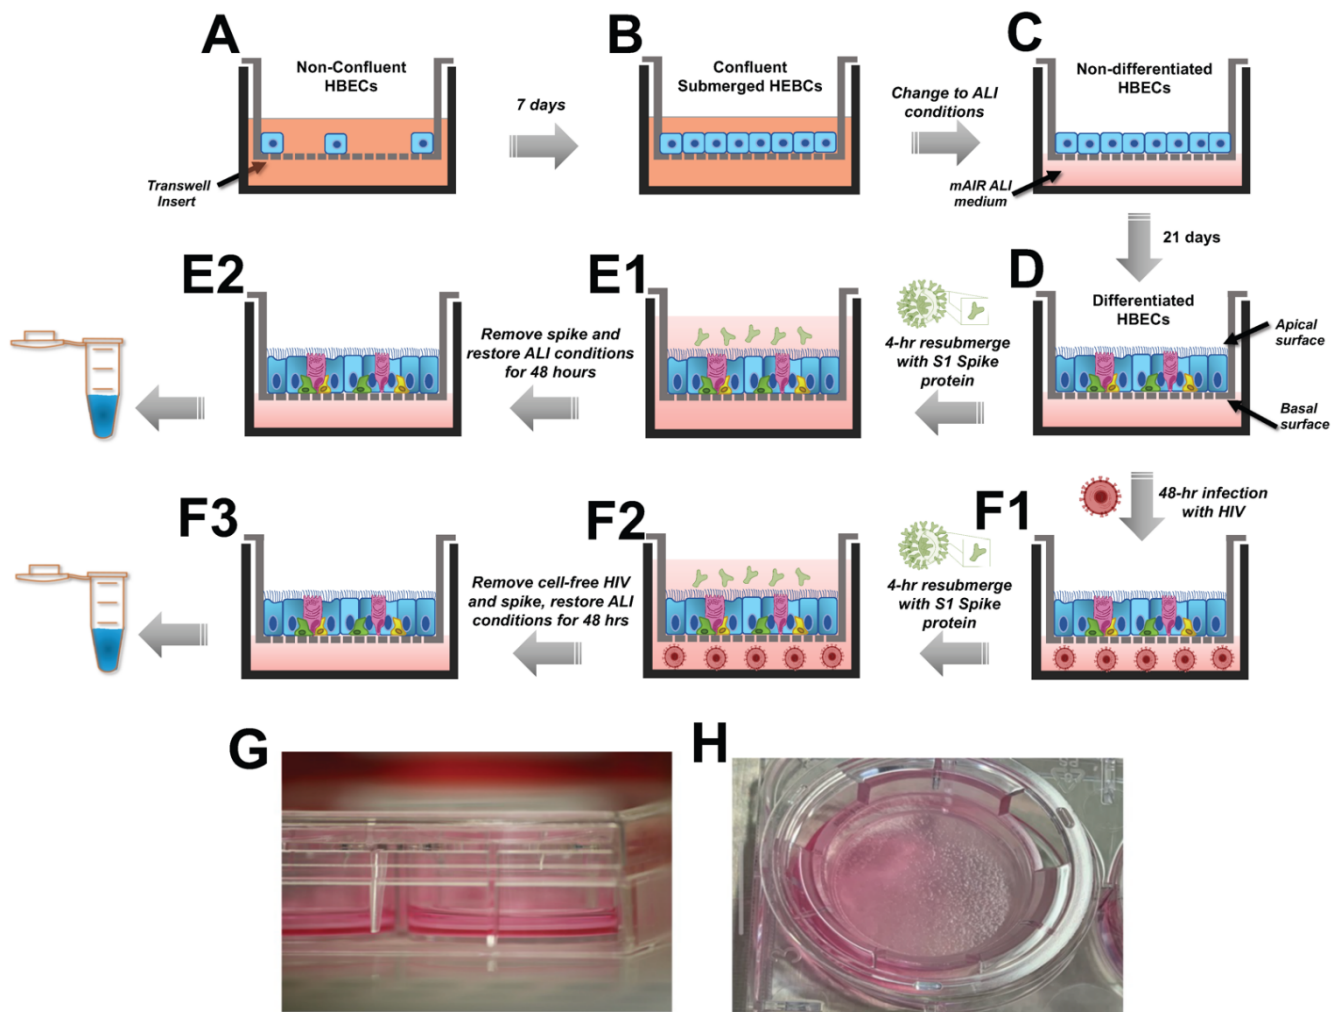 A
Non-Confluent
HBECs
Transwell
Insert
7 days
B
Confluent
Submerged HEBCs
Change to ALI
conditions
C
Non-differentiated
HBECs
mAIR ALI
medium
21 days
D
Differentiated
HBECs
Apical
surface
Basal
surface
4-hr resubmerge
with S1 Spike
protein
E1
Remove spike and
restore ALI conditions
for 48 hours
E2
48-hr infection
with HIV
F1
4-hr resubmerge
with S1 Spike
protein
F2
Remove cell-free HIV
and spike, restore ALI
conditions for 48 hrs
F3
G
H